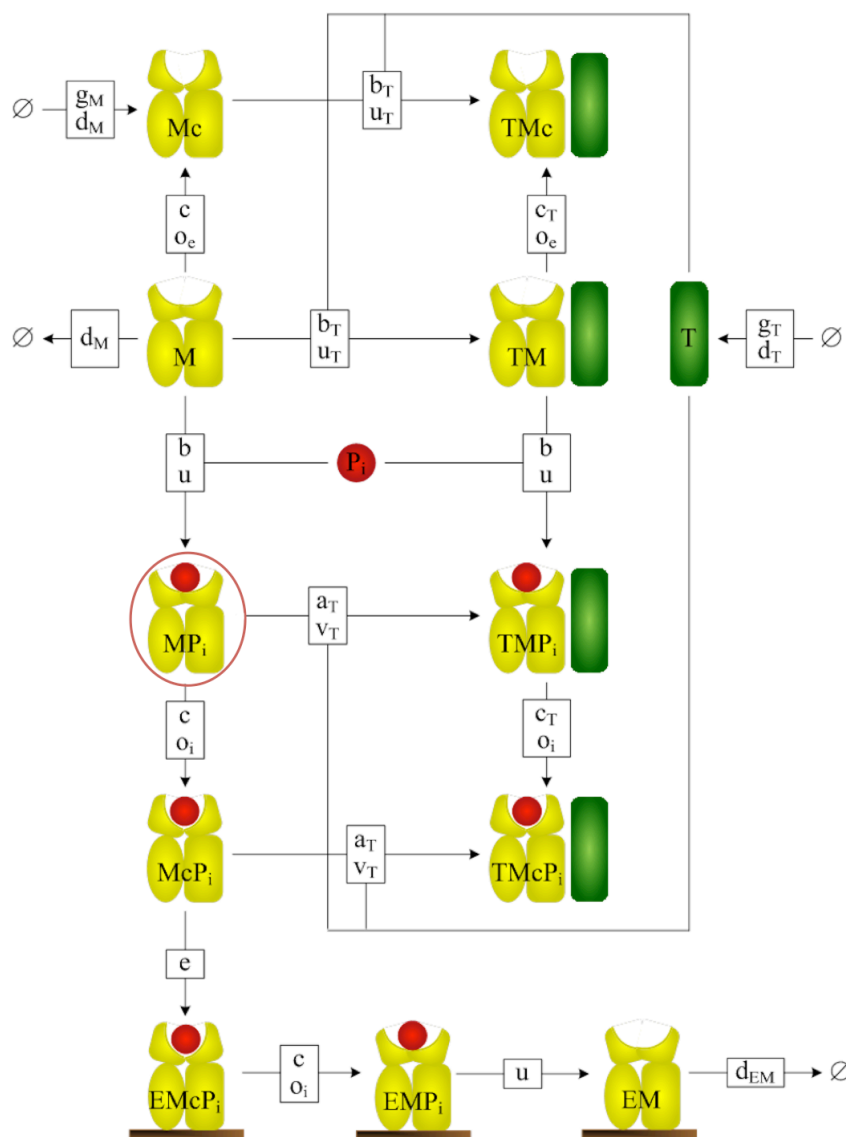 g_M
d_M
b_T
u_T
∅
Mc
TMc
c
o_e
c_T
o_e
∅
d_M
M
b_T
u_T
TM
T
g_T
d_T
∅
b
u
P_i
b
u
MP_i
a_T
v_T
TMP_i
c
o_i
c_T
o_i
McP_i
a_T
v_T
TMcP_i
e
EMcP_i
c
o_i
EMP_i
u
EM
d_EM
∅